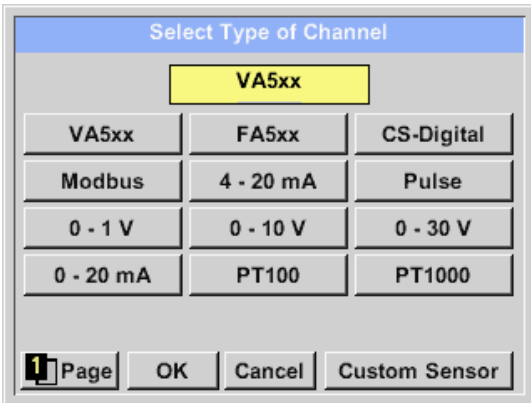 Select Type of Channel
VA5xx
VA5xx FA5xx CS-Digital
Modbus 4 - 20 mA Pulse
0 - 1 V 0 - 10 V 0 - 30 V
0 - 20 mA PT100 PT1000
1 Page OK Cancel Custom Sensor